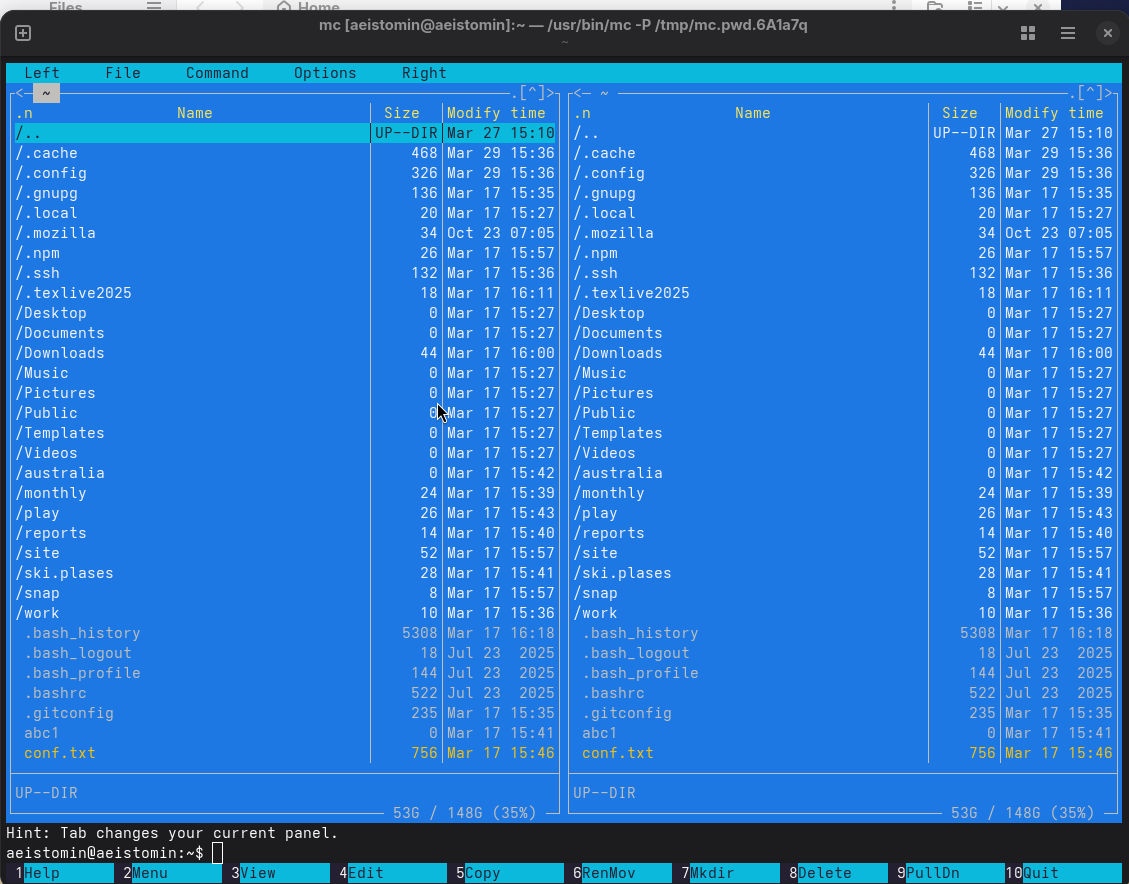 Files Home
mc [aeistomin@aeistomin]:~ — /usr/bin/mc -P /tmp/mc.pwd.6A1a7q
~
Left File Command Options Right
<— ~ .[^]> <— ~ .[^]>
.n Name Size Modify time .n Name Size Modify time
/.. UP--DIR Mar 27 15:10 /.. UP--DIR Mar 27 15:10
/.cache 468 Mar 29 15:36 /.cache 468 Mar 29 15:36
/.config 326 Mar 29 15:36 /.config 326 Mar 29 15:36
/.gnupg 136 Mar 17 15:35 /.gnupg 136 Mar 17 15:35
/.local 20 Mar 17 15:27 /.local 20 Mar 17 15:27
/.mozilla 34 Oct 23 07:05 /.mozilla 34 Oct 23 07:05
/.npm 26 Mar 17 15:57 /.npm 26 Mar 17 15:57
/.ssh 132 Mar 17 15:36 /.ssh 132 Mar 17 15:36
/.texlive2025 18 Mar 17 16:11 /.texlive2025 18 Mar 17 16:11
/Desktop 0 Mar 17 15:27 /Desktop 0 Mar 17 15:27
/Documents 0 Mar 17 15:27 /Documents 0 Mar 17 15:27
/Downloads 44 Mar 17 16:00 /Downloads 44 Mar 17 16:00
/Music 0 Mar 17 15:27 /Music 0 Mar 17 15:27
/Pictures 0 Mar 17 15:27 /Pictures 0 Mar 17 15:27
/Public 0 Mar 17 15:27 /Public 0 Mar 17 15:27
/Templates 0 Mar 17 15:27 /Templates 0 Mar 17 15:27
/Videos 0 Mar 17 15:27 /Videos 0 Mar 17 15:27
/australia 0 Mar 17 15:42 /australia 0 Mar 17 15:42
/monthly 24 Mar 17 15:39 /monthly 24 Mar 17 15:39
/play 26 Mar 17 15:43 /play 26 Mar 17 15:43
/reports 14 Mar 17 15:40 /reports 14 Mar 17 15:40
/site 52 Mar 17 15:57 /site 52 Mar 17 15:57
/ski.plases 28 Mar 17 15:41 /ski.plases 28 Mar 17 15:41
/snap 8 Mar 17 15:57 /snap 8 Mar 17 15:57
/work 10 Mar 17 15:36 /work 10 Mar 17 15:36
.bash_history 5308 Mar 17 16:18 .bash_history 5308 Mar 17 16:18
.bash_logout 18 Jul 23 2025 .bash_logout 18 Jul 23 2025
.bash_profile 144 Jul 23 2025 .bash_profile 144 Jul 23 2025
.bashrc 522 Jul 23 2025 .bashrc 522 Jul 23 2025
.gitconfig 235 Mar 17 15:35 .gitconfig 235 Mar 17 15:35
abc1 0 Mar 17 15:41 abc1 0 Mar 17 15:41
conf.txt 756 Mar 17 15:46 conf.txt 756 Mar 17 15:46
UP--DIR UP--DIR
53G / 148G (35%) 53G / 148G (35%)
Hint: Tab changes your current panel.
aeistomin@aeistomin:~$
1Help 2Menu 3View 4Edit 5Copy 6RenMov 7Mkdir 8Delete 9PullDn 10Quit